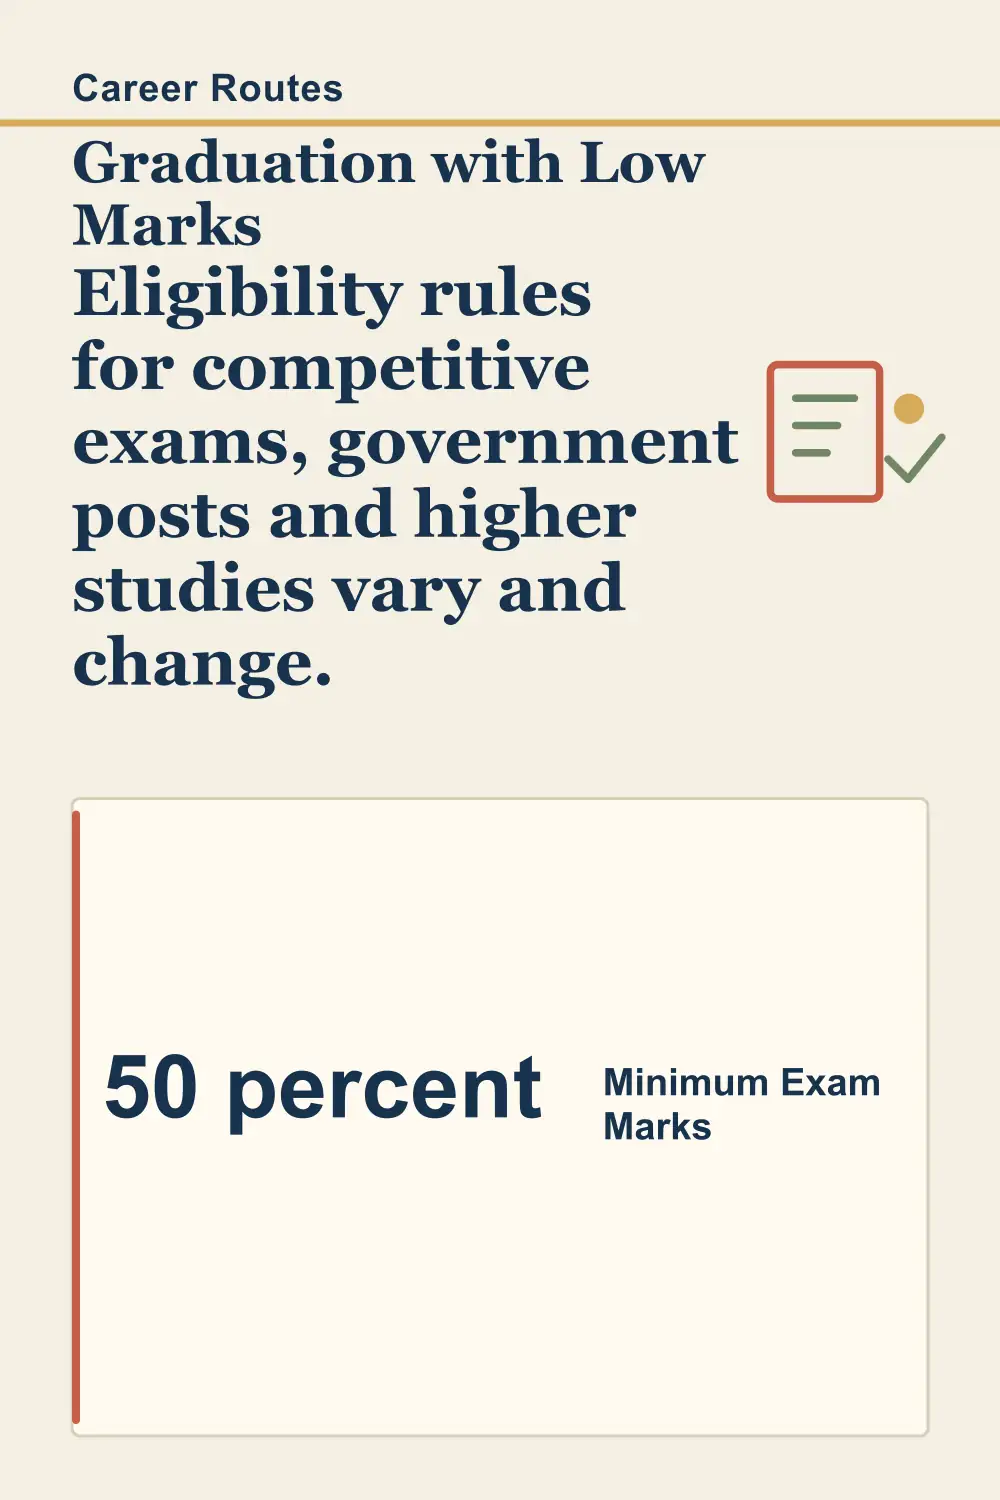 Career Routes
Graduation with Low
Marks
Eligibility rules
for competitive
exams, government
posts and higher
studies vary and
change.
50 percent
Minimum Exam
Marks